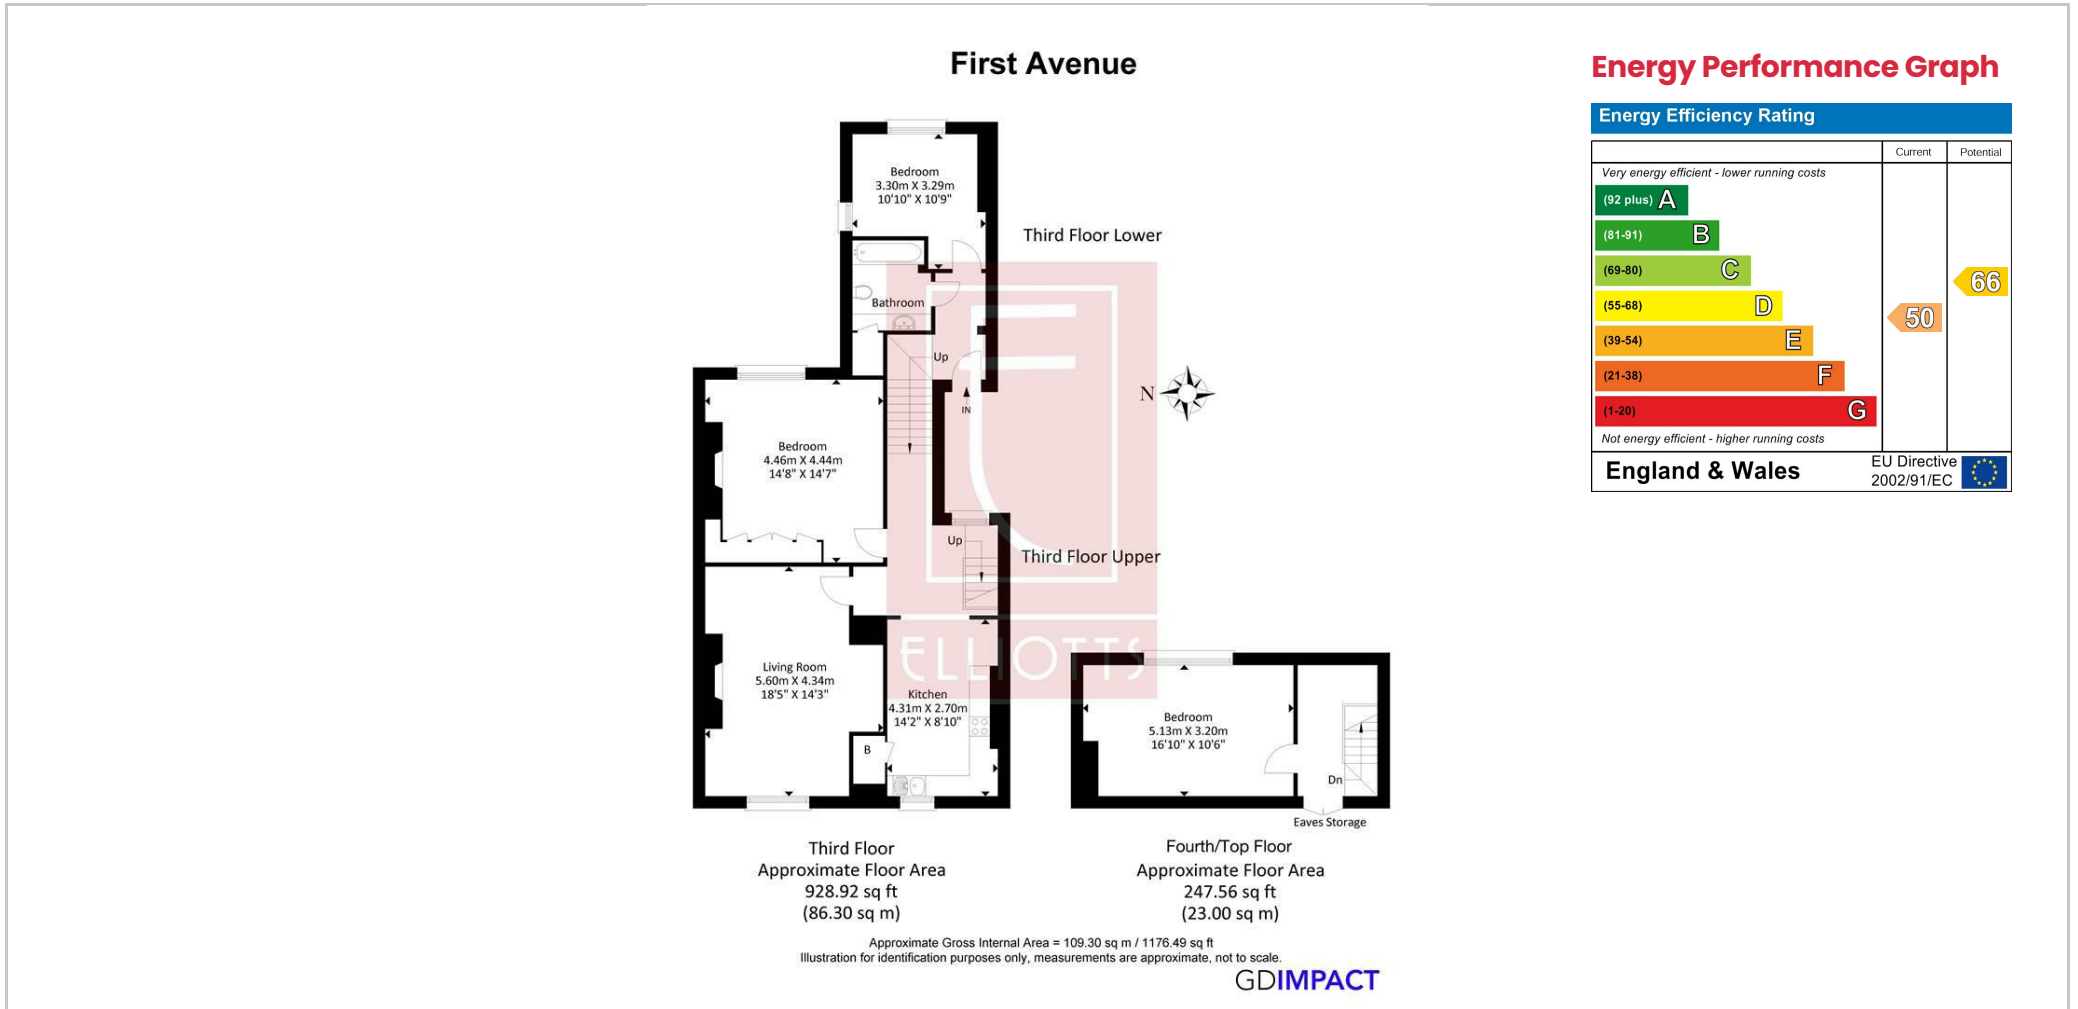 First Avenue
Bedroom
3.30m X 3.29m
10'10" X 10'9"
Third Floor Lower
Bathroom
Up
IN
N
Bedroom
4.46m X 4.44m
14'8" X 14'7"
Up
Third Floor Upper
ELLIOTTS
Living Room
5.60m X 4.34m
18'5" X 14'3"
Kitchen
4.31m X 2.70m
14'2" X 8'10"
B
Bedroom
5.13m X 3.20m
16'10" X 10'6"
Dn
Eaves Storage
Third Floor
Approximate Floor Area
928.92 sq ft
(86.30 sq m)
Fourth/Top Floor
Approximate Floor Area
247.56 sq ft
(23.00 sq m)
Approximate Gross Internal Area = 109.30 sq m / 1176.49 sq ft
Illustration for identification purposes only, measurements are approximate, not to scale.
GDIMPACT
Energy Performance Graph
Energy Efficiency Rating
Current Potential
Very energy efficient - lower running costs
(92 plus) A
(81-91) B
(69-80) C
(55-68) D
(39-54) E
(21-38) F
(1-20) G
50
66
Not energy efficient - higher running costs
England & Wales
EU Directive
2002/91/EC